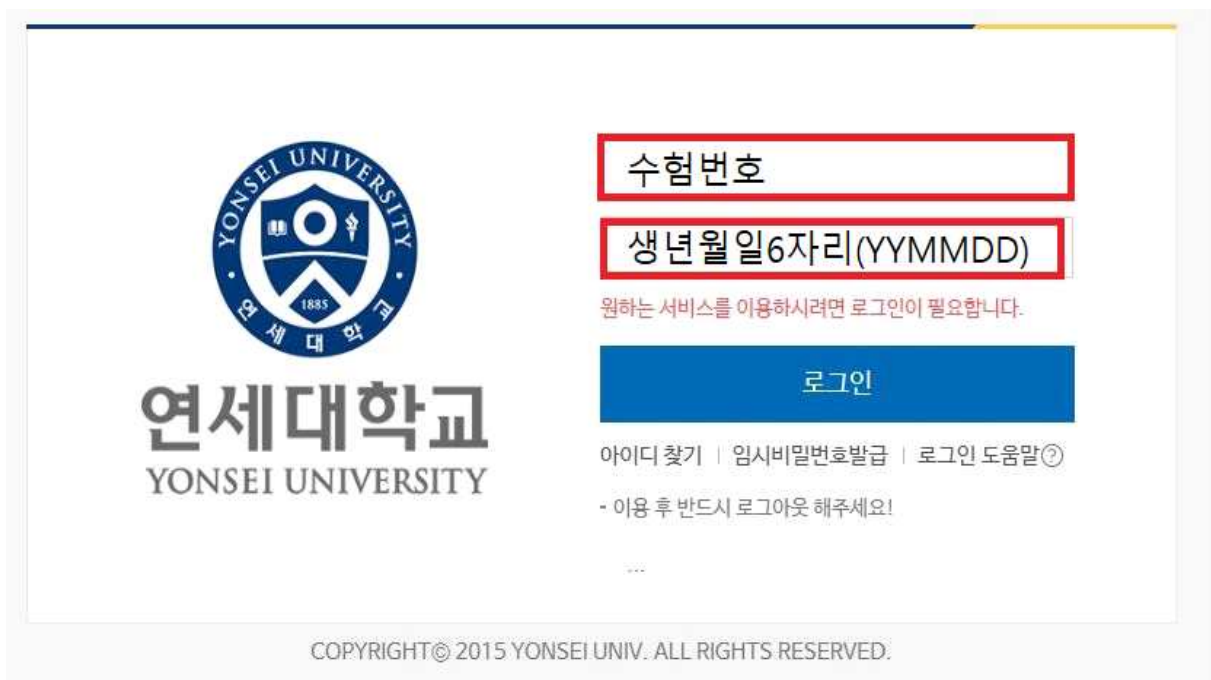 YONSEI UNIVERSITY
1885
연세대학교
연세대학교
YONSEI UNIVERSITY
수험번호
생년월일6자리(YYMMDD)
원하는 서비스를 이용하시려면 로그인이 필요합니다.
로그인
아이디 찾기 | 임시비밀번호발급 | 로그인 도움말?
- 이용 후 반드시 로그아웃 해주세요!
...
COPYRIGHT© 2015 YONSEI UNIV. ALL RIGHTS RESERVED.